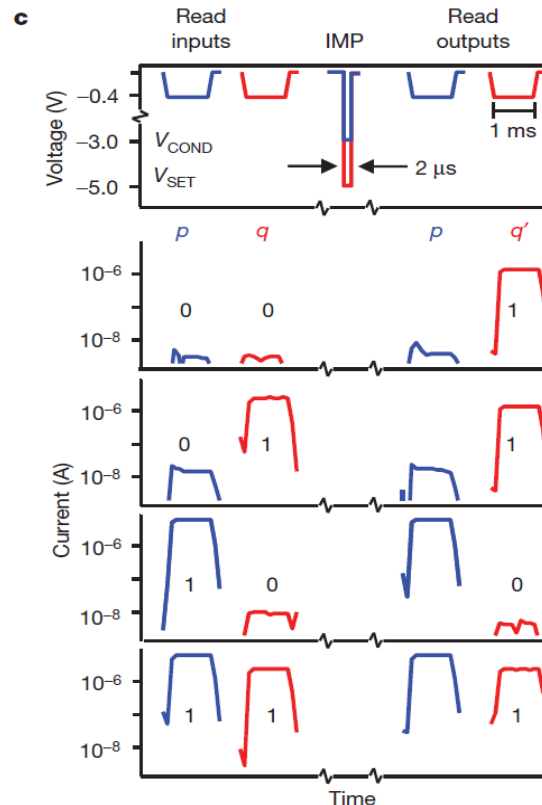 c
Read inputs
IMP
Read outputs
Voltage (V)
−0.4
−3.0
−5.0
V_COND
V_SET
2 µs
1 ms
p q p q′
Current (A)
10⁻⁶
10⁻⁸
0 0 1
10⁻⁶
10⁻⁸
0 1 1
10⁻⁶
10⁻⁸
1 0 0
10⁻⁶
10⁻⁸
1 1 1
Time